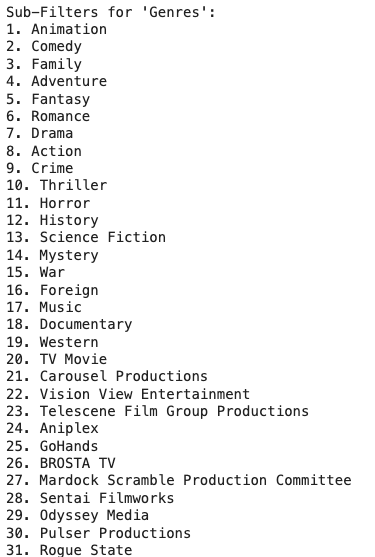 Sub-Filters for 'Genres':
1. Animation
2. Comedy
3. Family
4. Adventure
5. Fantasy
6. Romance
7. Drama
8. Action
9. Crime
10. Thriller
11. Horror
12. History
13. Science Fiction
14. Mystery
15. War
16. Foreign
17. Music
18. Documentary
19. Western
20. TV Movie
21. Carousel Productions
22. Vision View Entertainment
23. Telescene Film Group Productions
24. Aniplex
25. GoHands
26. BROSTA TV
27. Mardock Scramble Production Committee
28. Sentai Filmworks
29. Odyssey Media
30. Pulser Productions
31. Rogue State